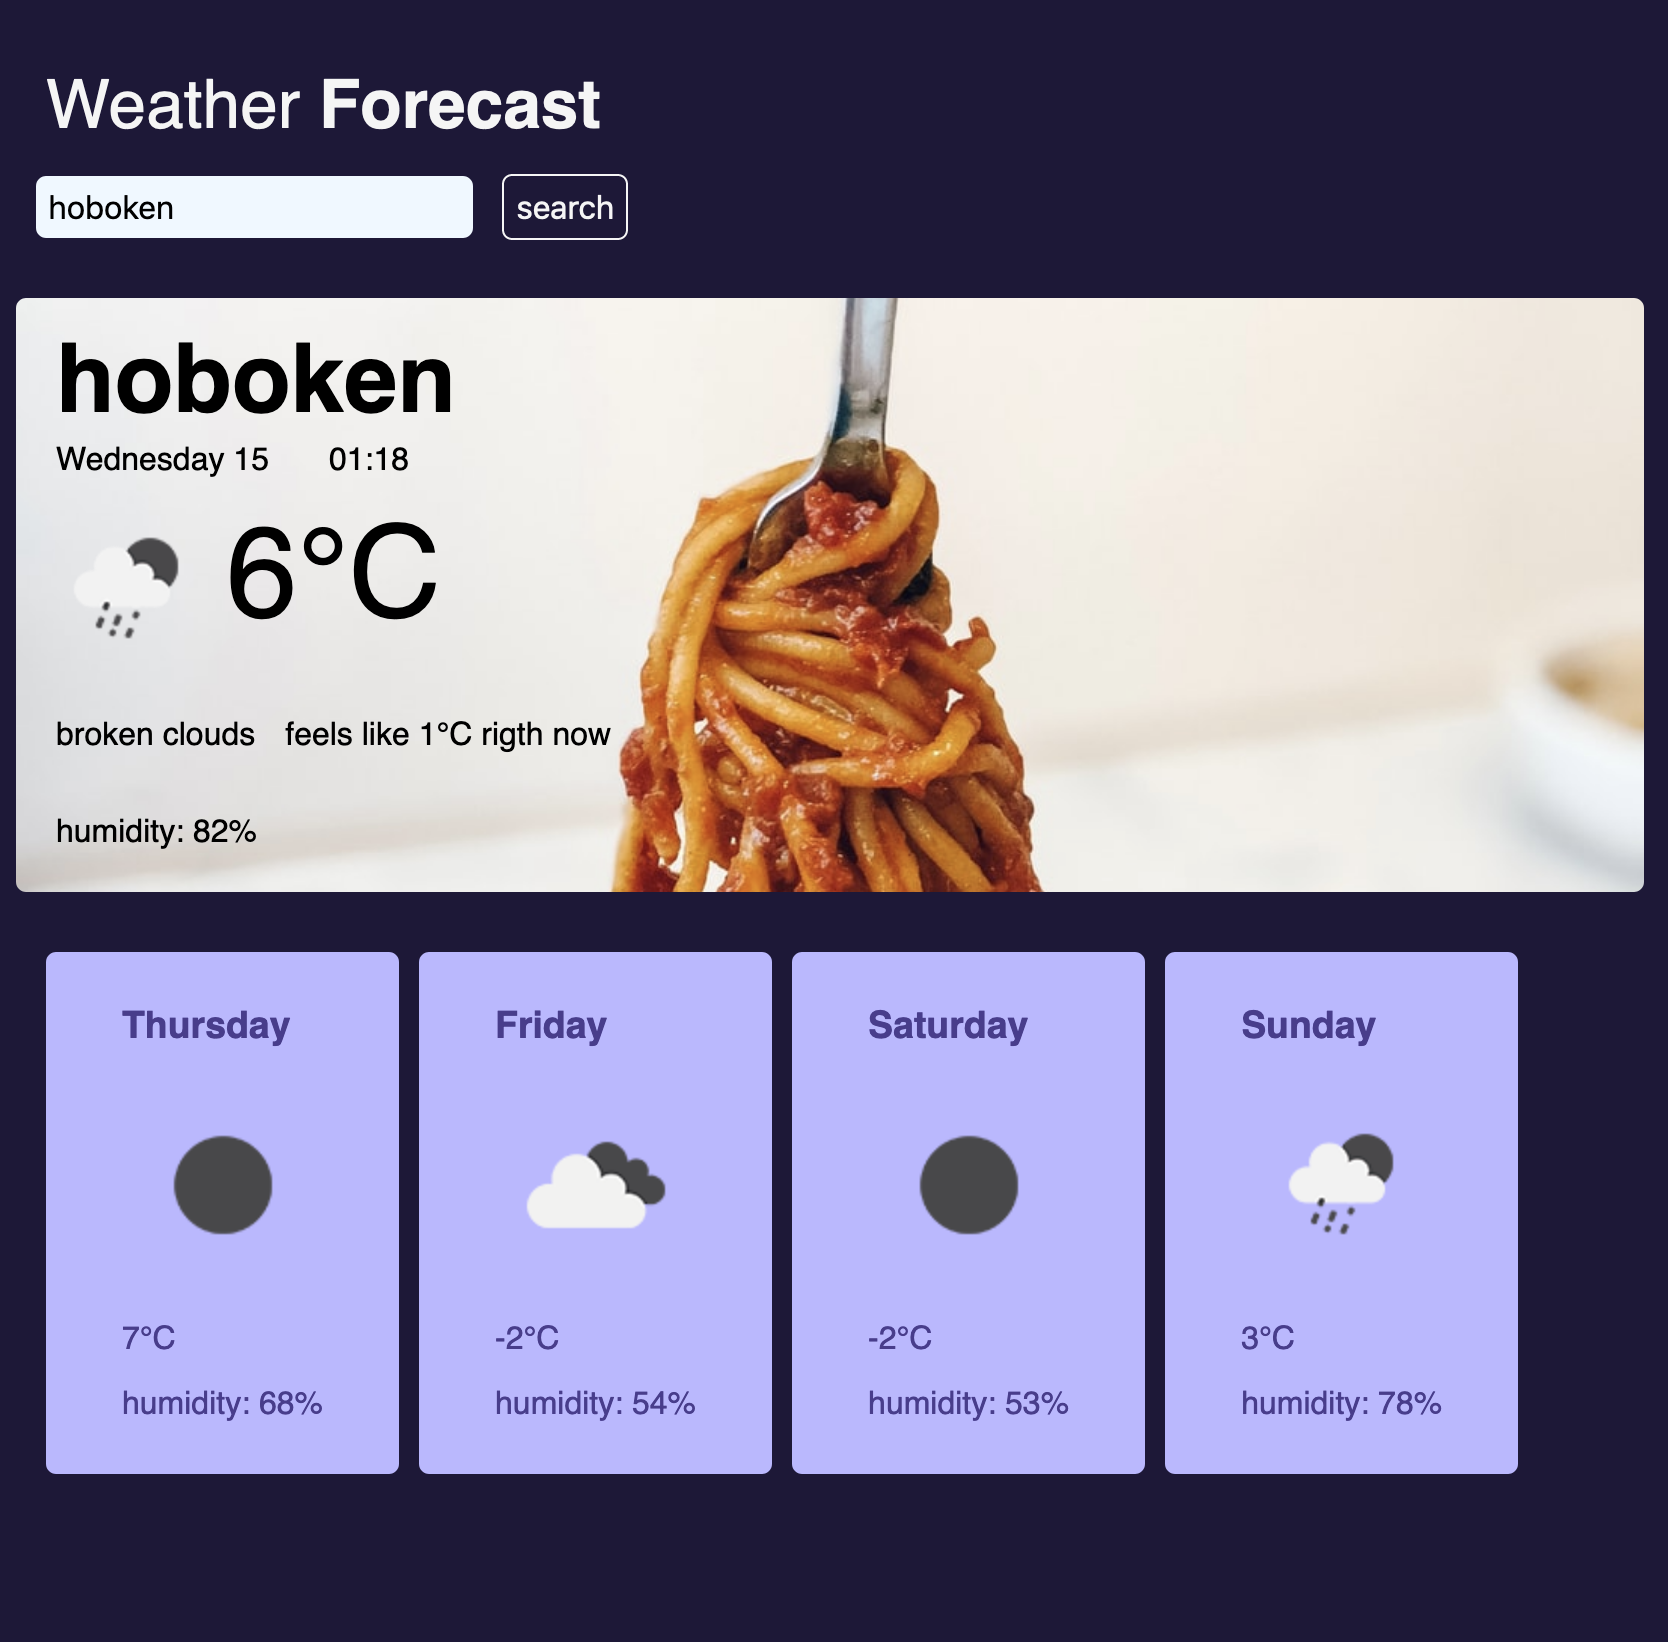 Weather Forecast
hoboken search
hoboken
Wednesday 15 01:18
6°C
broken clouds feels like 1°C rigth now
humidity: 82%
Thursday
7°C
humidity: 68%
Friday
-2°C
humidity: 54%
Saturday
-2°C
humidity: 53%
Sunday
3°C
humidity: 78%